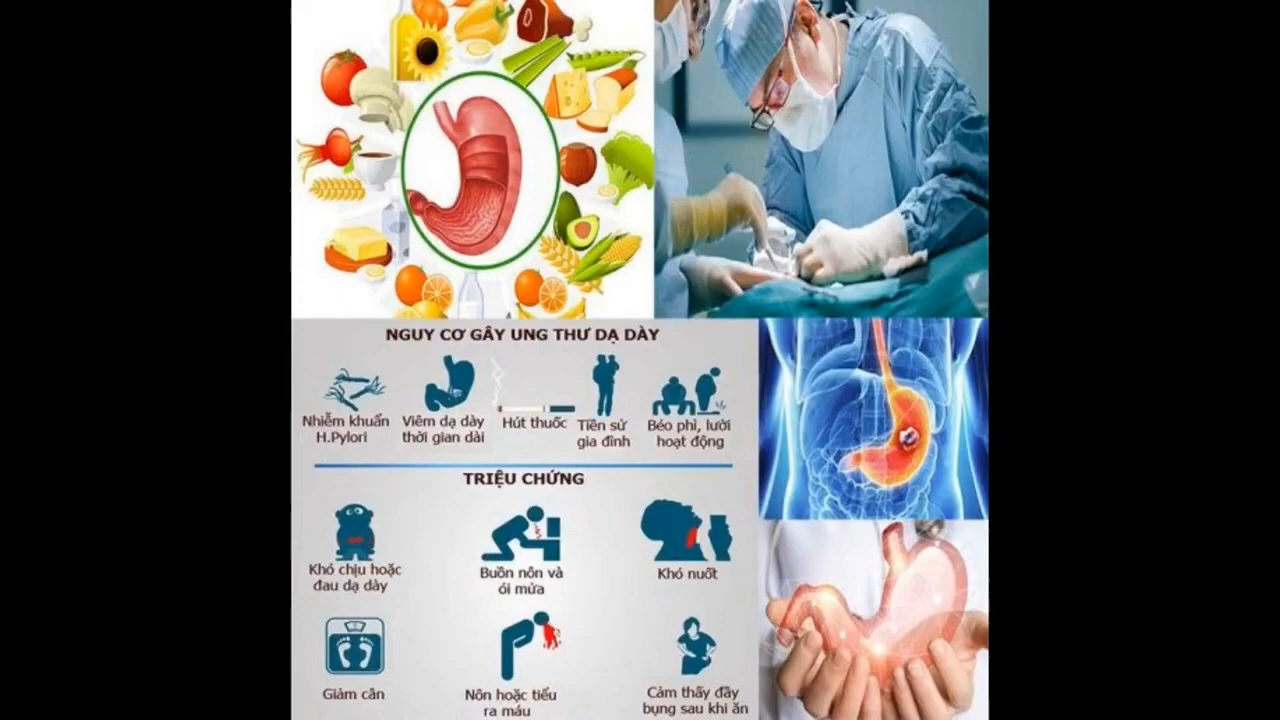 NGUY CƠ GÂY UNG THƯ DẠ DÀY
Nhiễm khuẩn
H.Pylori
Viêm dạ dày
thời gian dài
Hút thuốc
Tiền sử
gia đình
Béo phì, lười
hoạt động
TRIỆU CHỨNG
Khó chịu hoặc
đau dạ dày
Buồn nôn và
ói mửa
Khó nuốt
Giảm cân
Nôn hoặc tiểu
ra máu
Cảm thấy đầy
bụng sau khi ăn